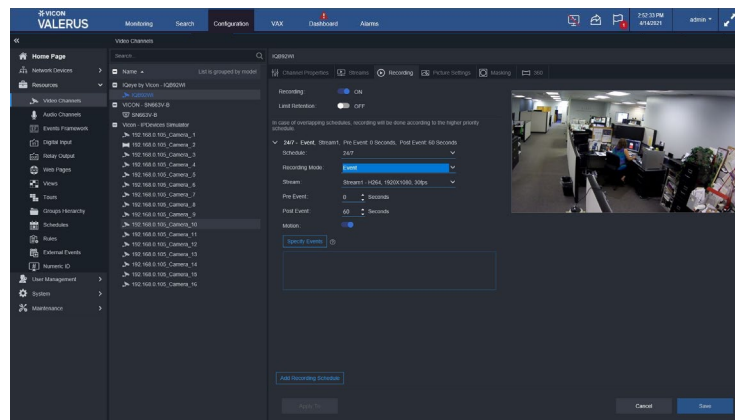 VICON
VALERUS
Monitoring
Search
Configuration
VAX
Dashboard
Alarms
2:52:33 PM
4/14/2021
admin
Video Channels
Home Page
Network Devices
Resources
Video Channels
Audio Channels
Events Framework
Digital Input
Relay Output
Web Pages
Views
Tours
Groups Hierarchy
Schedules
Rules
External Events
Numeric ID
User Management
System
Maintenance
Search...
Name
List is grouped by model
IQeye by Vicon - IQB92WI
IQB92WI
VICON - SN663V-B
SN663V-B
Vicon - IPDevices Simulator
192.168.0.105_Camera_1
192.168.0.105_Camera_2
192.168.0.105_Camera_3
192.168.0.105_Camera_4
192.168.0.105_Camera_5
192.168.0.105_Camera_6
192.168.0.105_Camera_7
192.168.0.105_Camera_8
192.168.0.105_Camera_9
192.168.0.105_Camera_10
192.168.0.105_Camera_11
192.168.0.105_Camera_12
192.168.0.105_Camera_13
192.168.0.105_Camera_14
192.168.0.105_Camera_15
192.168.0.105_Camera_16
IQB92WI
Channel Properties
Streams
Recording
Picture Settings
Masking
360
Recording:
ON
Limit Retention:
OFF
In case of overlapping schedules, recording will be done according to the higher priority
schedule.
24/7 - Event, Stream1, Pre Event: 0 Seconds, Post Event: 60 Seconds
Schedule:
24/7
Recording Mode:
Event
Stream:
Stream1 - H264, 1920X1080, 30fps
Pre Event:
0
Seconds
Post Event:
60
Seconds
Motion:
Specify Events
Add Recording Schedule
Apply To...
Cancel
Save